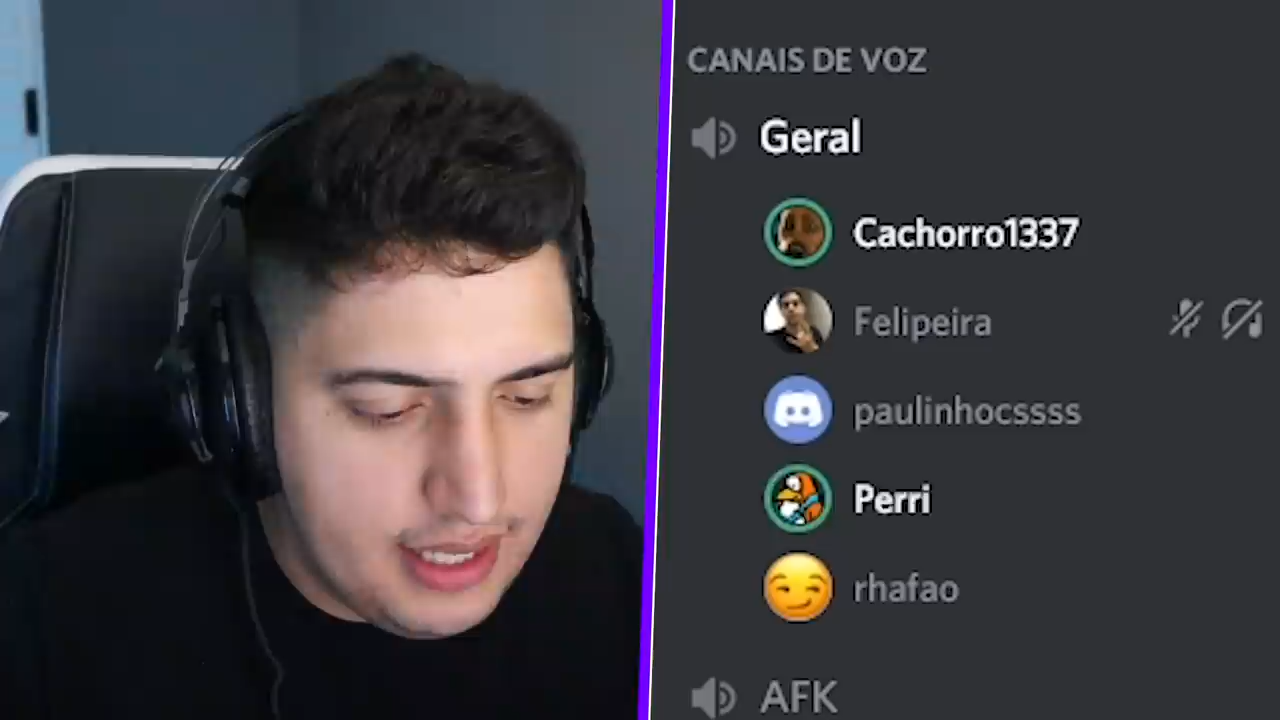 CANAIS DE VOZ
Geral
Cachorro1337
Felipeira
paulinhocssss
Perri
rhafao
AFK